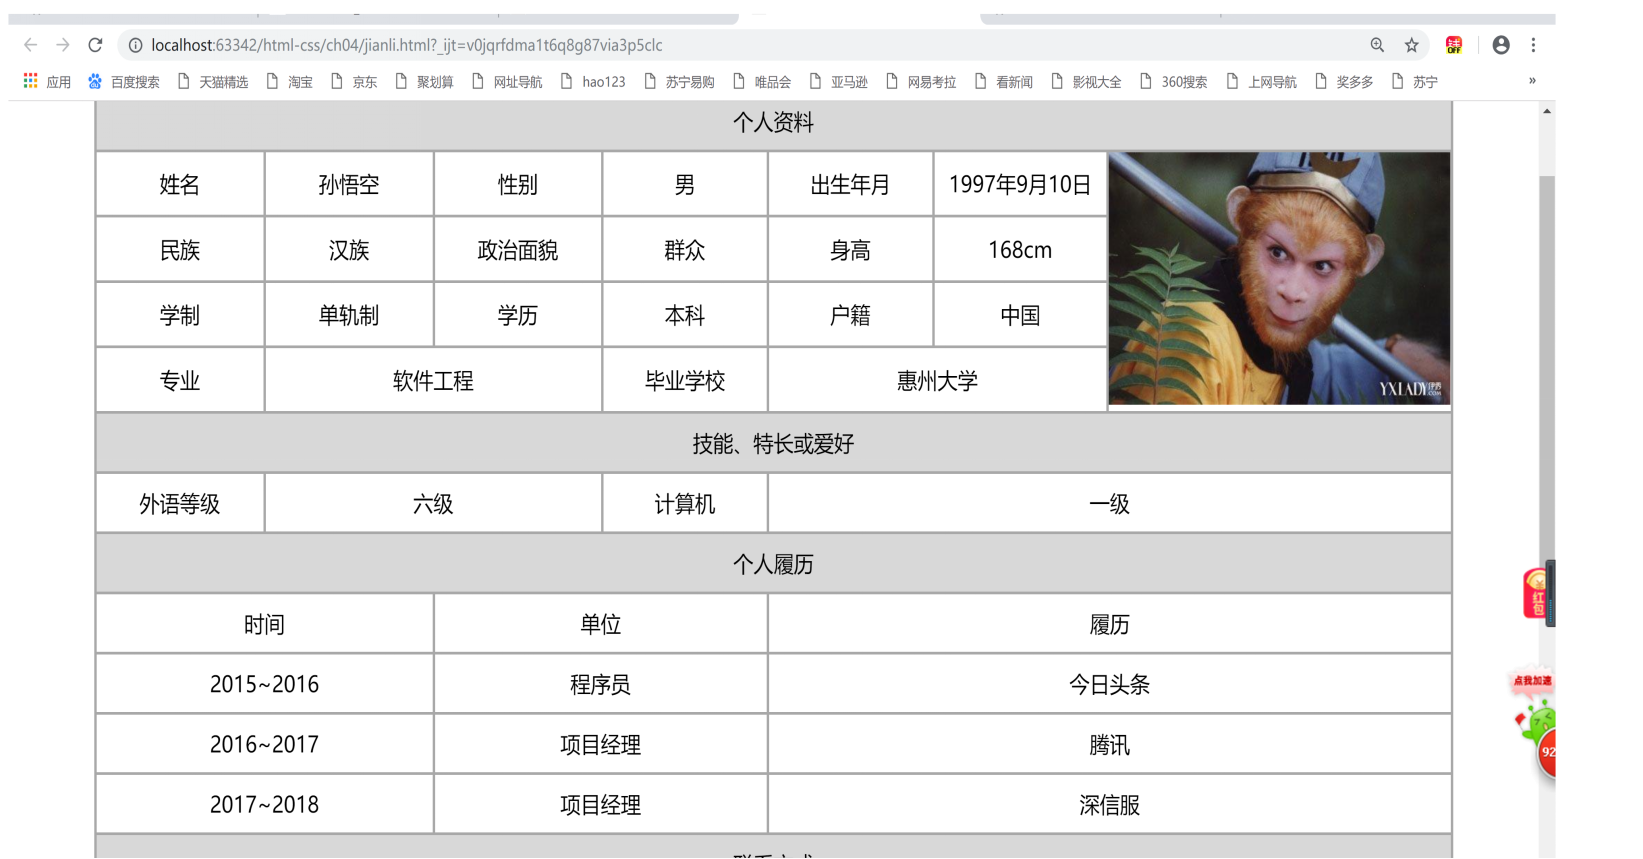 localhost:63342/html-css/ch04/jianli.html?_ijt=v0jqrfdma1t6q8g87via3p5clc
应用 百度搜索 天猫精选 淘宝 京东 聚划算 网址导航 hao123 苏宁易购 唯品会 亚马逊 网易考拉 看新闻 影视大全 360搜索 上网导航 奖多多 苏宁 »
个人资料
姓名 孙悟空 性别 男 出生年月 1997年9月10日
民族 汉族 政治面貌 群众 身高 168cm
学制 单轨制 学历 本科 户籍 中国
专业 软件工程 毕业学校 惠州大学
YXLADY
技能、特长或爱好
外语等级 六级 计算机 一级
个人履历
时间 单位 履历
2015~2016 程序员 今日头条
2016~2017 项目经理 腾讯
2017~2018 项目经理 深信服
红包
点我加速
92